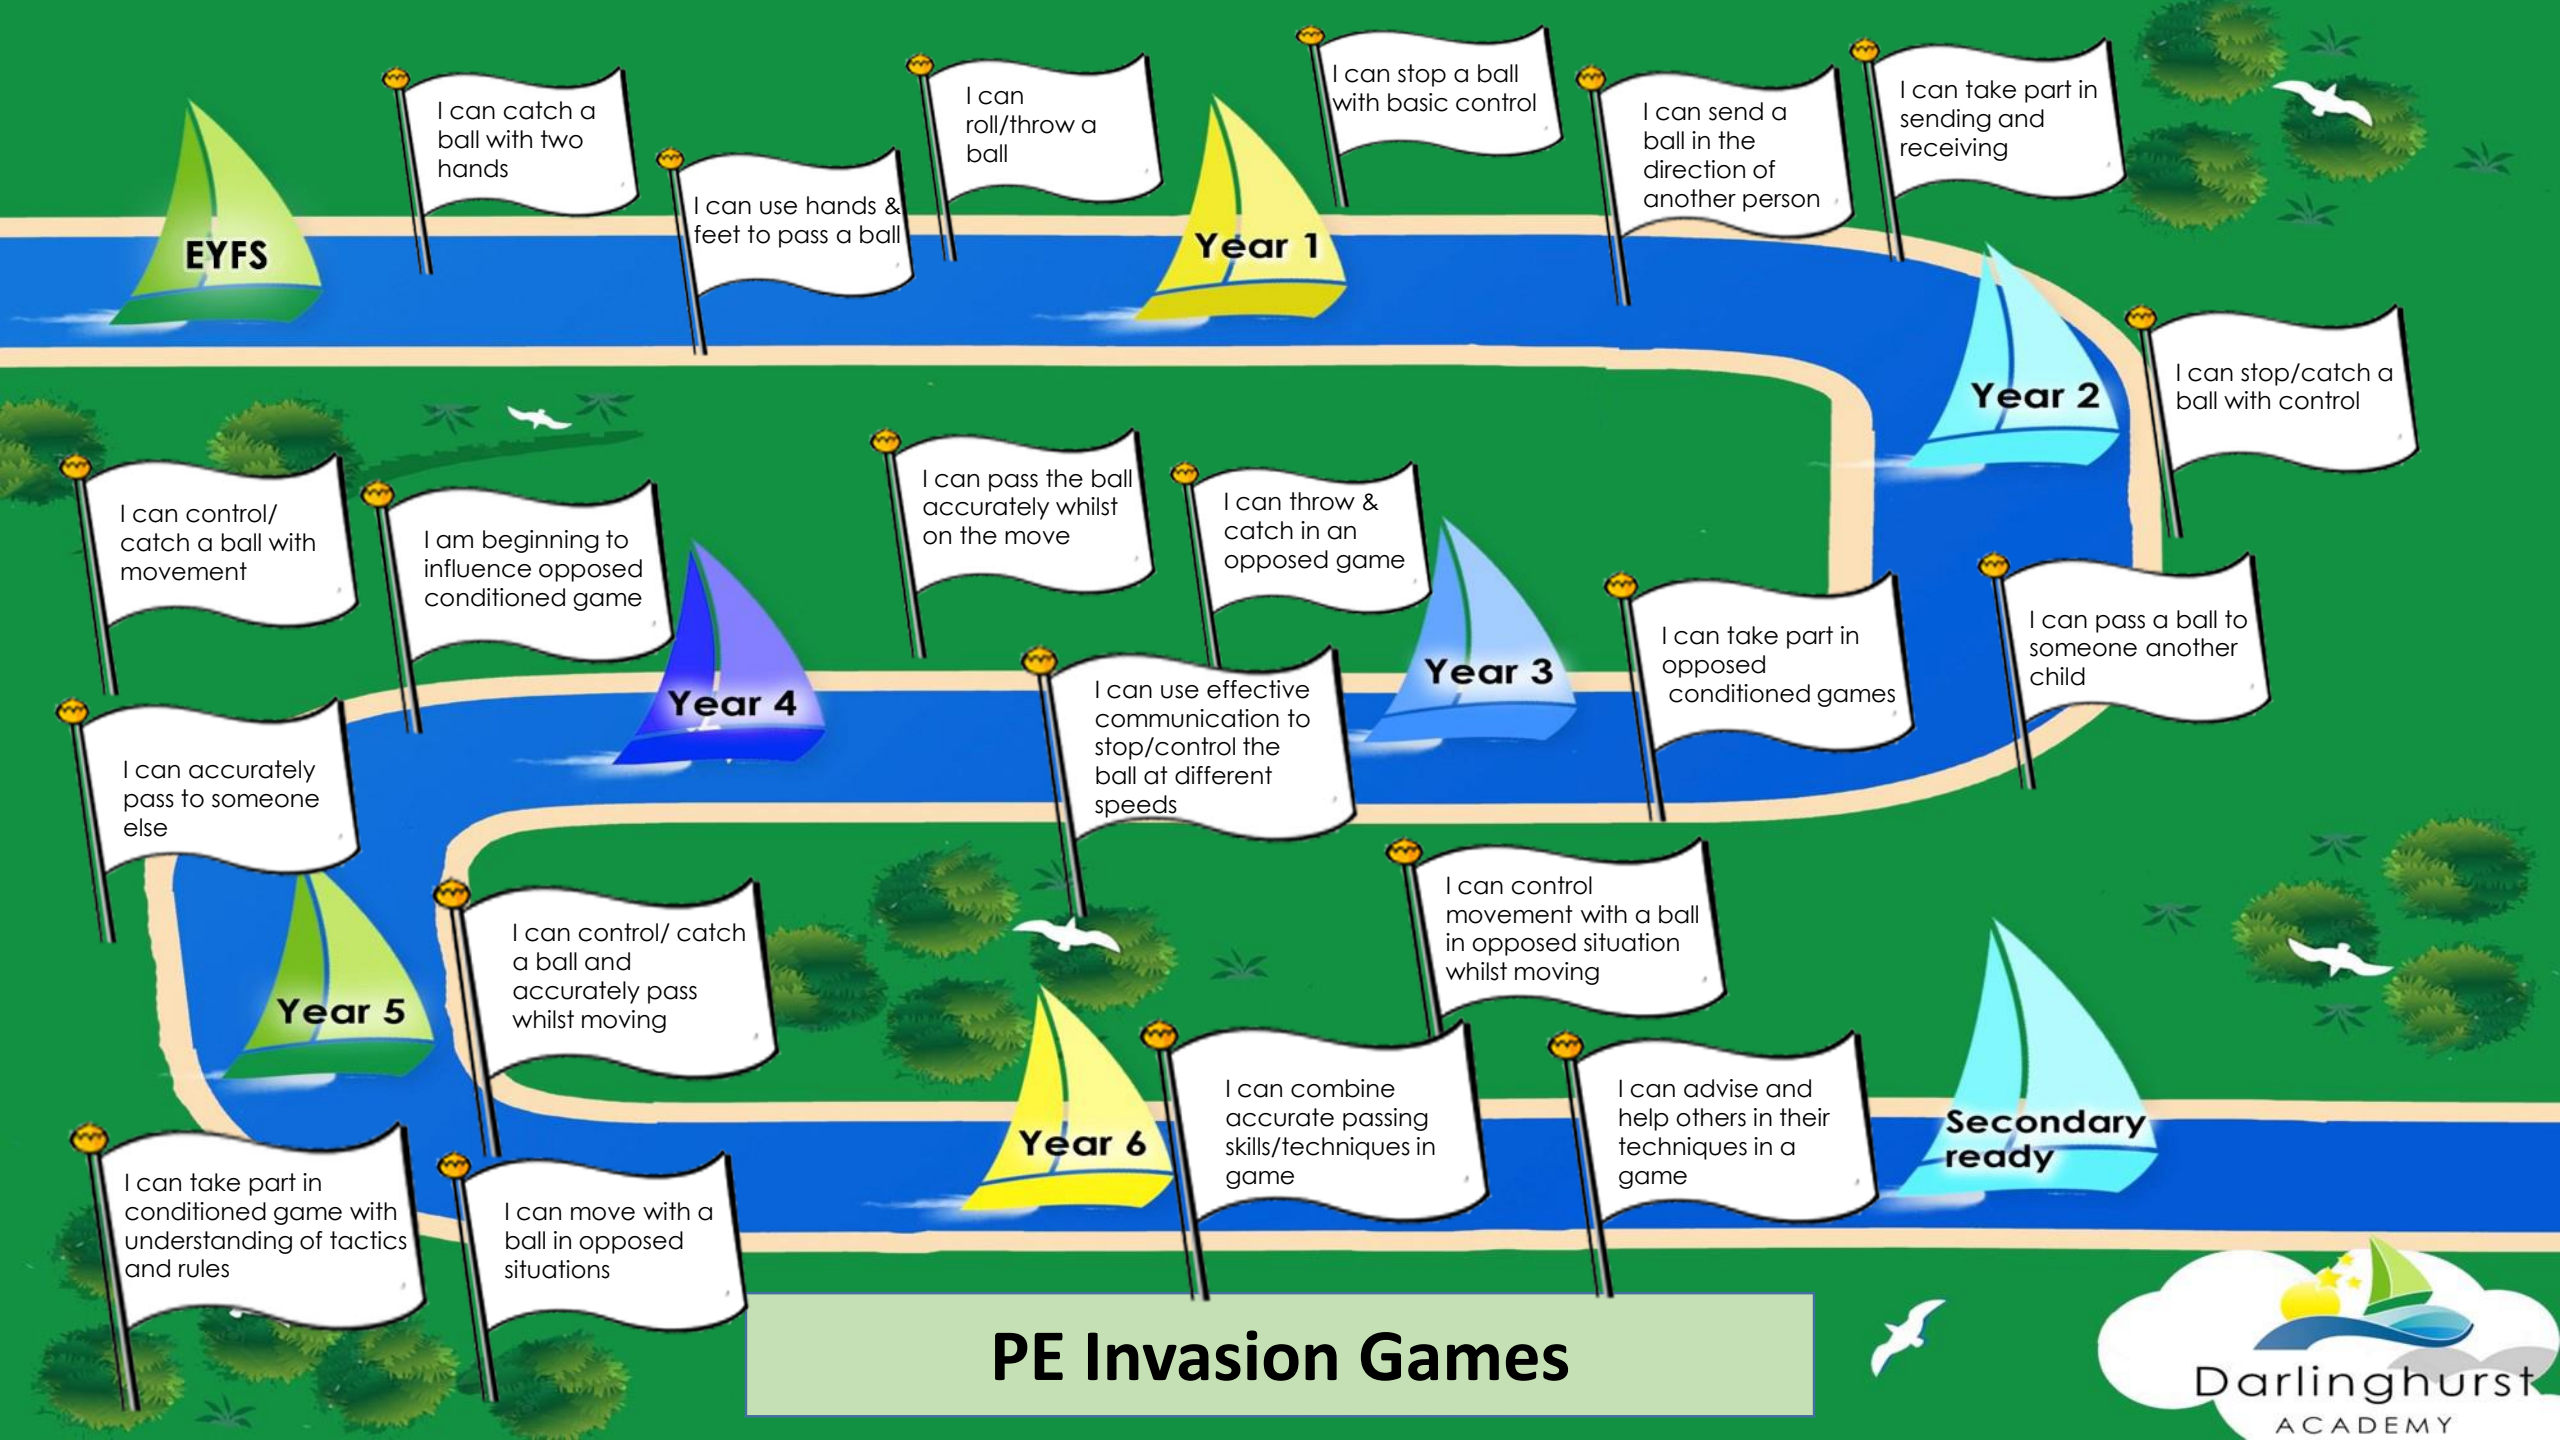 EYFS
I can catch a
ball with two
hands
I can use hands &
feet to pass a ball
I can
roll/throw a
ball
Year 1
I can stop a ball
with basic control
I can send a
ball in the
direction of
another person
I can take part in
sending and
receiving
Year 2
I can stop/catch a
ball with control
I can pass a ball to
someone another
child
I can take part in
opposed
conditioned games
Year 3
I can throw &
catch in an
opposed game
I can use effective
communication to
stop/control the
ball at different
speeds
I can pass the ball
accurately whilst
on the move
Year 4
I am beginning to
influence opposed
conditioned game
I can control/
catch a ball with
movement
I can accurately
pass to someone
else
Year 5
I can control/ catch
a ball and
accurately pass
whilst moving
I can take part in
conditioned game with
understanding of tactics
and rules
I can move with a
ball in opposed
situations
Year 6
I can combine
accurate passing
skills/techniques in
game
I can control
movement with a ball
in opposed situation
whilst moving
I can advise and
help others in their
techniques in a
game
Secondary
ready
PE Invasion Games
Darlinghurst
ACADEMY